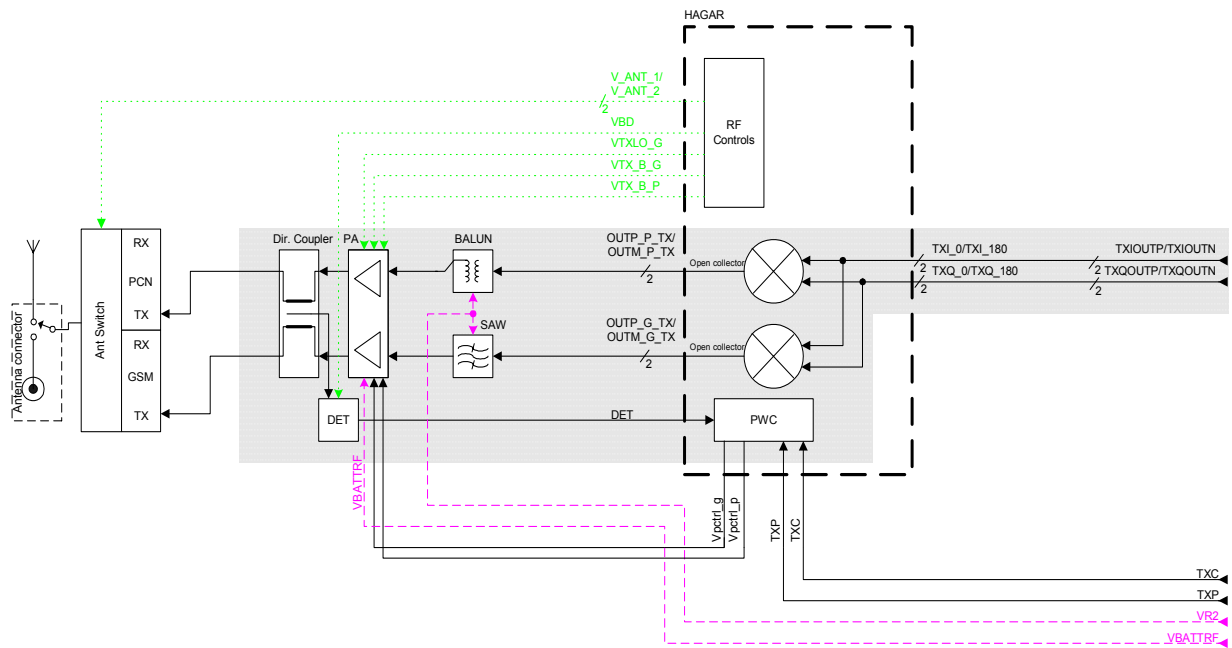 HAGAR
V_ANT_1/
V_ANT_2
2
VBD
VTXLO_G
VTX_B_G
VTX_B_P
RF
Controls
Dir. Coupler
PA
BALUN
OUTP_P_TX/
OUTM_P_TX
2
Open collector
TXI_0/TXI_180
2
TXIOUTP/TXIOUTN
2
TXQ_0/TXQ_180
2
TXQOUTP/TXQOUTN
2
Antenna connector
Ant Switch
RX
PCN
TX
RX
GSM
TX
SAW
OUTP_G_TX/
OUTM_G_TX
2
Open collector
DET
DET
PWC
VBATTRF
Vpctrl_g
Vpctrl_p
TXP
TXC
TXC
TXP
VR2
VBATTRF